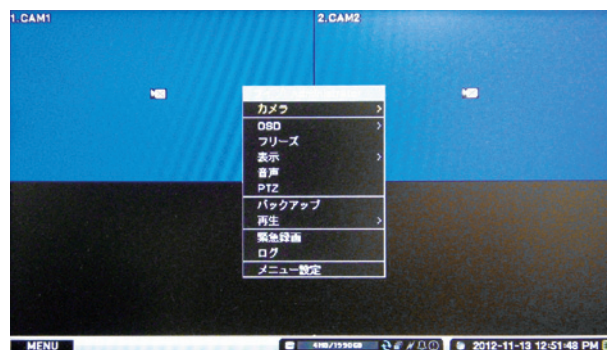 1.CAM1
2.CAM2
カメラ >
OSD >
フリーズ
表示 >
音声
PTZ
バックアップ
再生 >
緊急録画
ログ
メニュー設定
MENU
4MB/1990GB
2012-11-13 12:51:48 PM